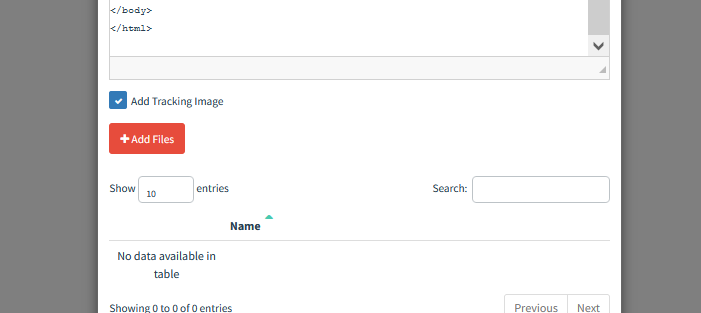 </body>
</html>
Add Tracking Image
+ Add Files
Show 10 entries Search:
Name
No data available in
table
Showing 0 to 0 of 0 entries Previous Next